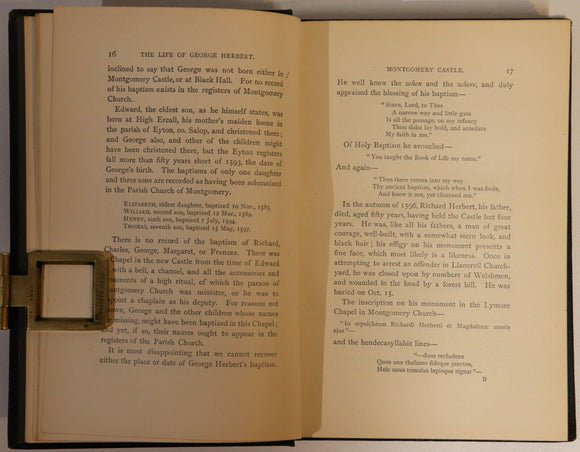 16 THE LIFE OF GEORGE HERBERT.
inclined to say that George was not born either in
Montgomery Castle, or at Black Hall. For no record
of his baptism exists in the registers of Montgomery
Church.
Edward, the eldest son, as he himself states, was
born at High Ercall, his mother's maiden home in
the parish of Eyton, co. Salop, and christened there;
and George also, and other of the children might
have been christened there, but the Eyton registers
fall more than fifty years short of 1593, the date
of George's birth. The baptisms of only one daughter
and three sons are recorded as having been solemnized
in the Parish Church of Montgomery.
ELIZABETH, eldest daughter, baptized 10 Nov., 1583.
WILLIAM, second son, baptized 12 Mar., 1589.
HENRY, sixth son, baptized 7 July, 1594.
THOMAS, seventh son, baptized 15 May, 1597.
There is no record of the baptism of Richard,
Charles, George, Margaret, or Frances. There was
Chapel in the new Castle from the time of Edward
with a bell, a chancel, and all the accessories and
ornaments of a high ritual, of which the parson of
Montgomery Church was minister, or he was to
point a chaplain as his deputy. For reasons not
own, George and the other children whose names
missing, might have been baptized in this Chapel;
and yet, if so, their names ought to appear in the
registers of the Parish Church.
It is most disappointing that we cannot recover
either the place or date of George Herbert's baptism.
MONTGOMERY CASTLE. 17
He well knew the when and the where, and duly
appraised the blessing of his baptism—
"Since, Lord, to Thee
A narrow way and little gate
Is all the passage, on my infancy
Thou didst lay hold, and antedate
My faith in me."
Of Holy Baptism he avouched—
"You taught the Book of Life my name."
And again—
"Then there comes into my way
Thy ancient baptism, which when I was foule,
And knew it not, yet cleansed me."
In the autumn of 1596, Richard Herbert, his father,
died, aged fifty years, having held the Castle but four
years. He was, like all his fathers, a man of great
courage, well-built, with a somewhat stern look, and
black hair; his effigy on his monument presents a
fine face, which most likely is a likeness. Once in
attempting to arrest an offender in Llanervil Church-
yard, he was closed upon by numbers of Welshmen,
and wounded in the head by a forest bill. He was
buried on Oct. 15.
The inscription on his monument in the Lymore
Chapel in Montgomery Church—
"In sepulchrum Richardi Herberti et Magdalene uxoris
ejus"—
and the hendecasyllabic lines—
"—duos recludens
Quos uno thalamo fideque junctos,
Heic unus tumulus lapisque signat"—
B